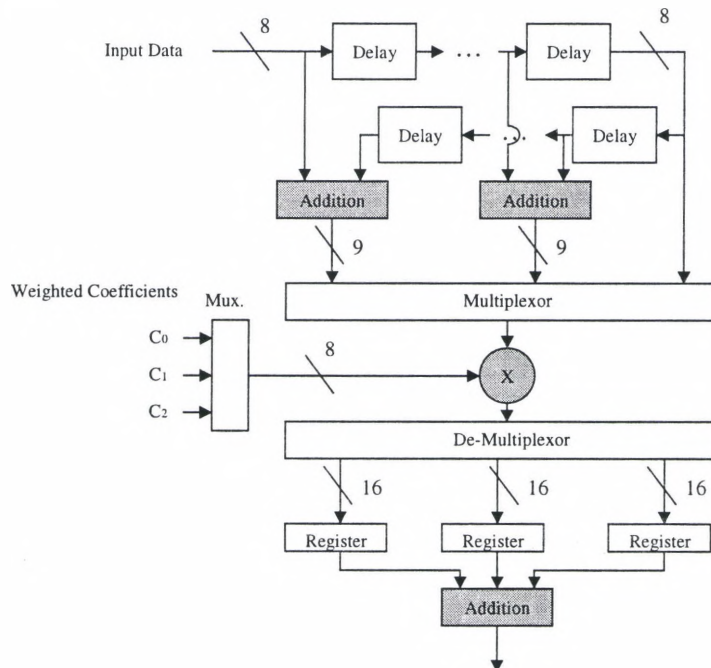 8
8
Input Data
Delay
...
Delay
Delay
...
Delay
Addition
Addition
9
9
Weighted Coefficients
Mux.
Multiplexor
C0
8
C1
X
C2
De-Multiplexor
16
16
16
Register
Register
Register
Addition